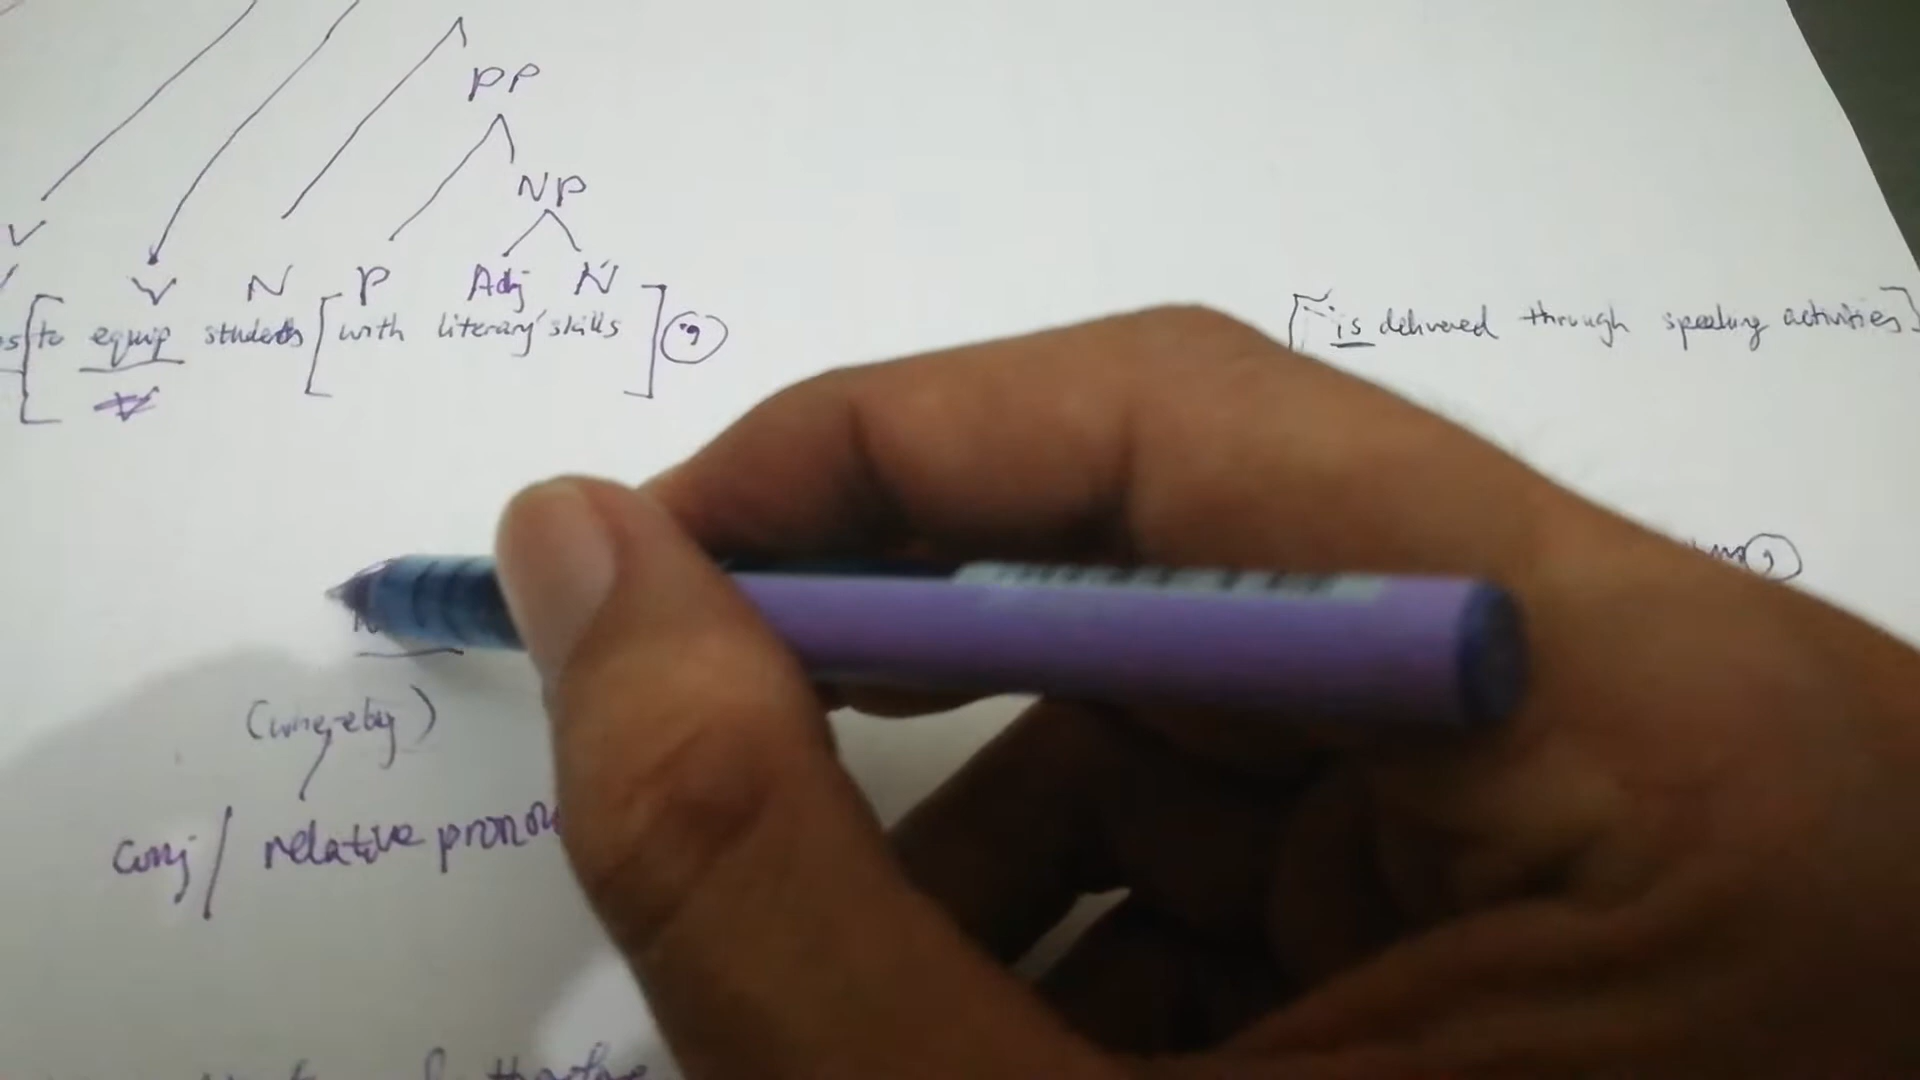 PP
NP
V
V N P Adj N
[to equip students [with literary skills] ,
[is delivered through speaking activities]
V
,
(whereby)
conj / relative pronou